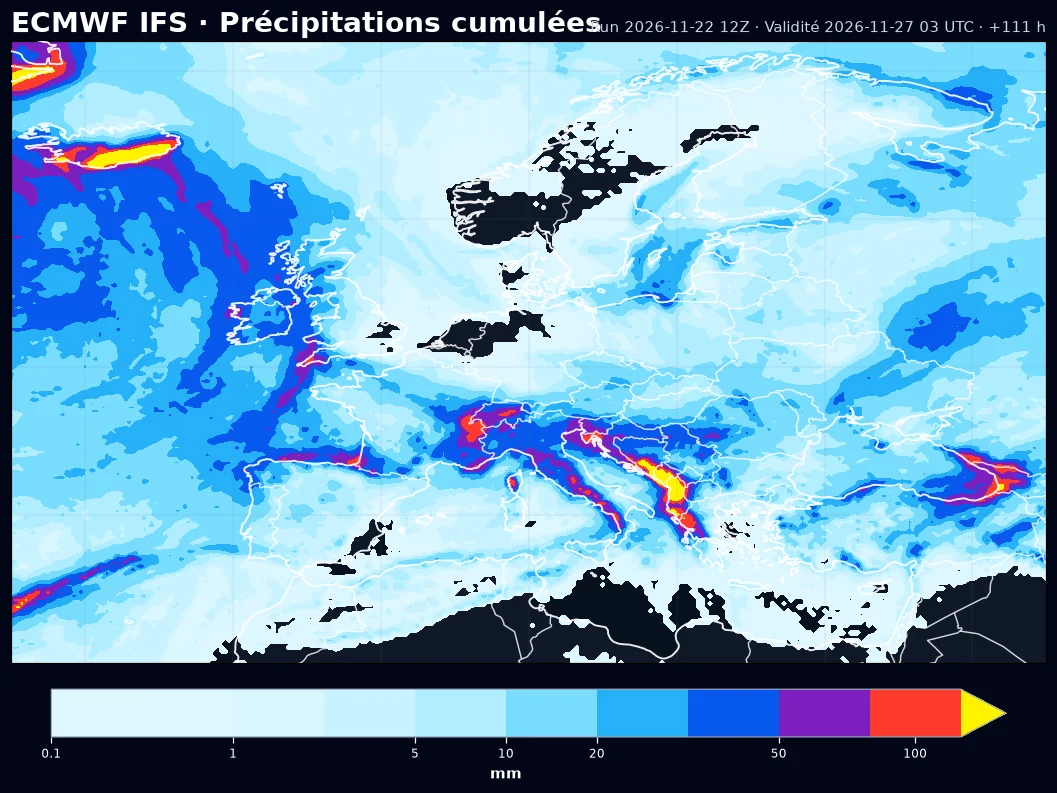 ECMWF IFS · Précipitations cumulées
Run 2026-11-22 12Z · Validité 2026-11-27 03 UTC · +111 h
0.1 1 5 10 20 50 100
mm